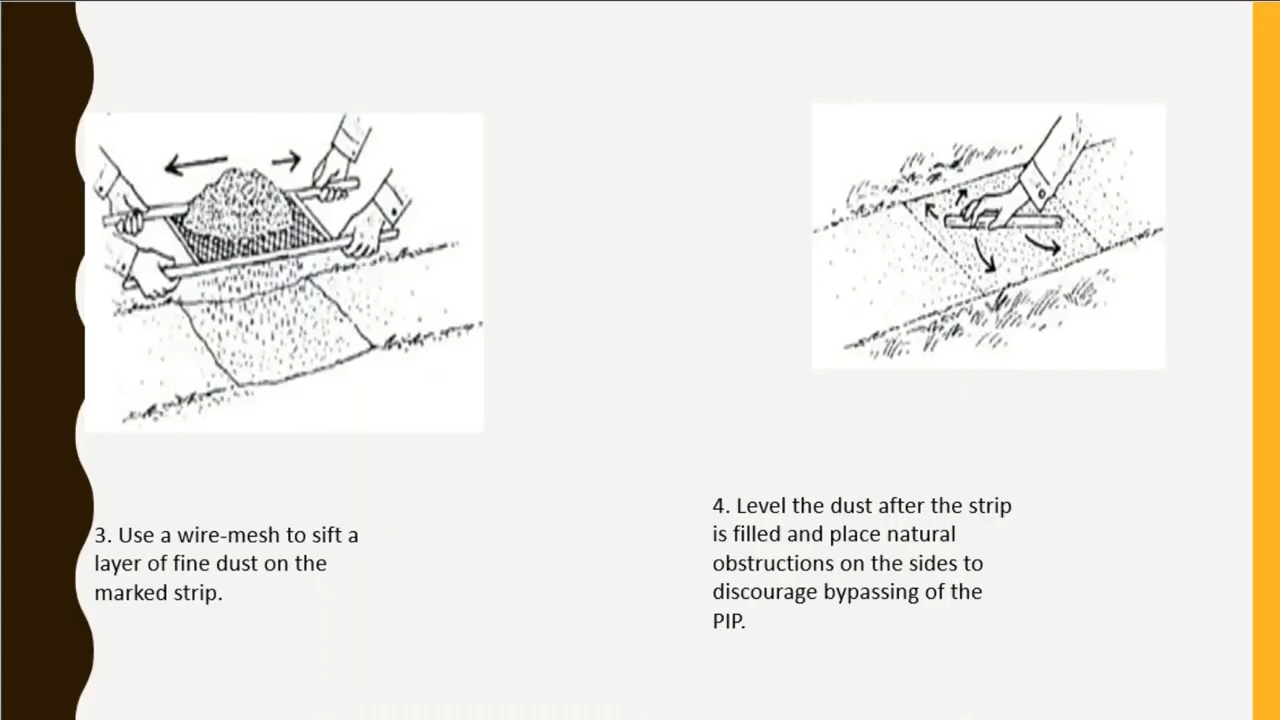 3. Use a wire-mesh to sift a
layer of fine dust on the
marked strip.
4. Level the dust after the strip
is filled and place natural
obstructions on the sides to
discourage bypassing of the
PIP.